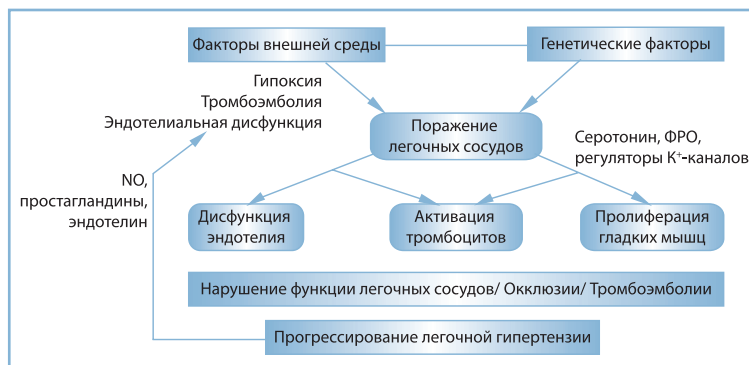 Факторы внешней среды
Генетические факторы
Гипоксия
Тромбоэмболия
Эндотелиальная дисфункция
Поражение
легочных сосудов
Серотонин, ФРО,
регуляторы K⁺-каналов
NO,
простагландины,
эндотелин
Дисфункция
эндотелия
Активация
тромбоцитов
Пролиферация
гладких мышц
Нарушение функции легочных сосудов/ Окклюзии/ Тромбоэмболии
Прогрессирование легочной гипертензии